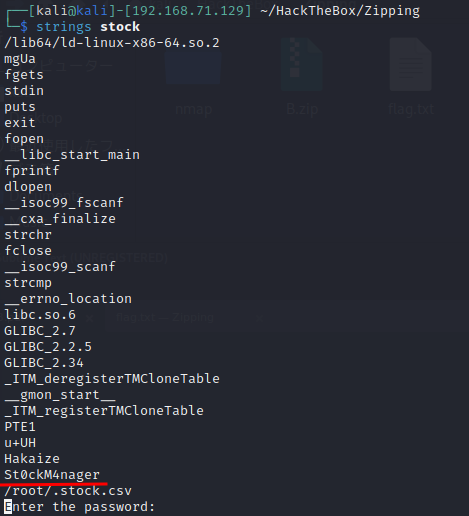 ┌──[kali@kali]-[192.168.71.129] ~/HackTheBox/Zipping
└─$ strings stock
/lib64/ld-linux-x86-64.so.2
mgUa
fgets
stdin
puts
exit
fopen
__libc_start_main
fprintf
dlopen
__isoc99_fscanf
__cxa_finalize
strchr
fclose
__isoc99_scanf
strcmp
__errno_location
libc.so.6
GLIBC_2.7
GLIBC_2.2.5
GLIBC_2.34
_ITM_deregisterTMCloneTable
__gmon_start__
_ITM_registerTMCloneTable
PTE1
u+UH
Hakaize
St0ckM4nager
/root/.stock.csv
Enter the password: